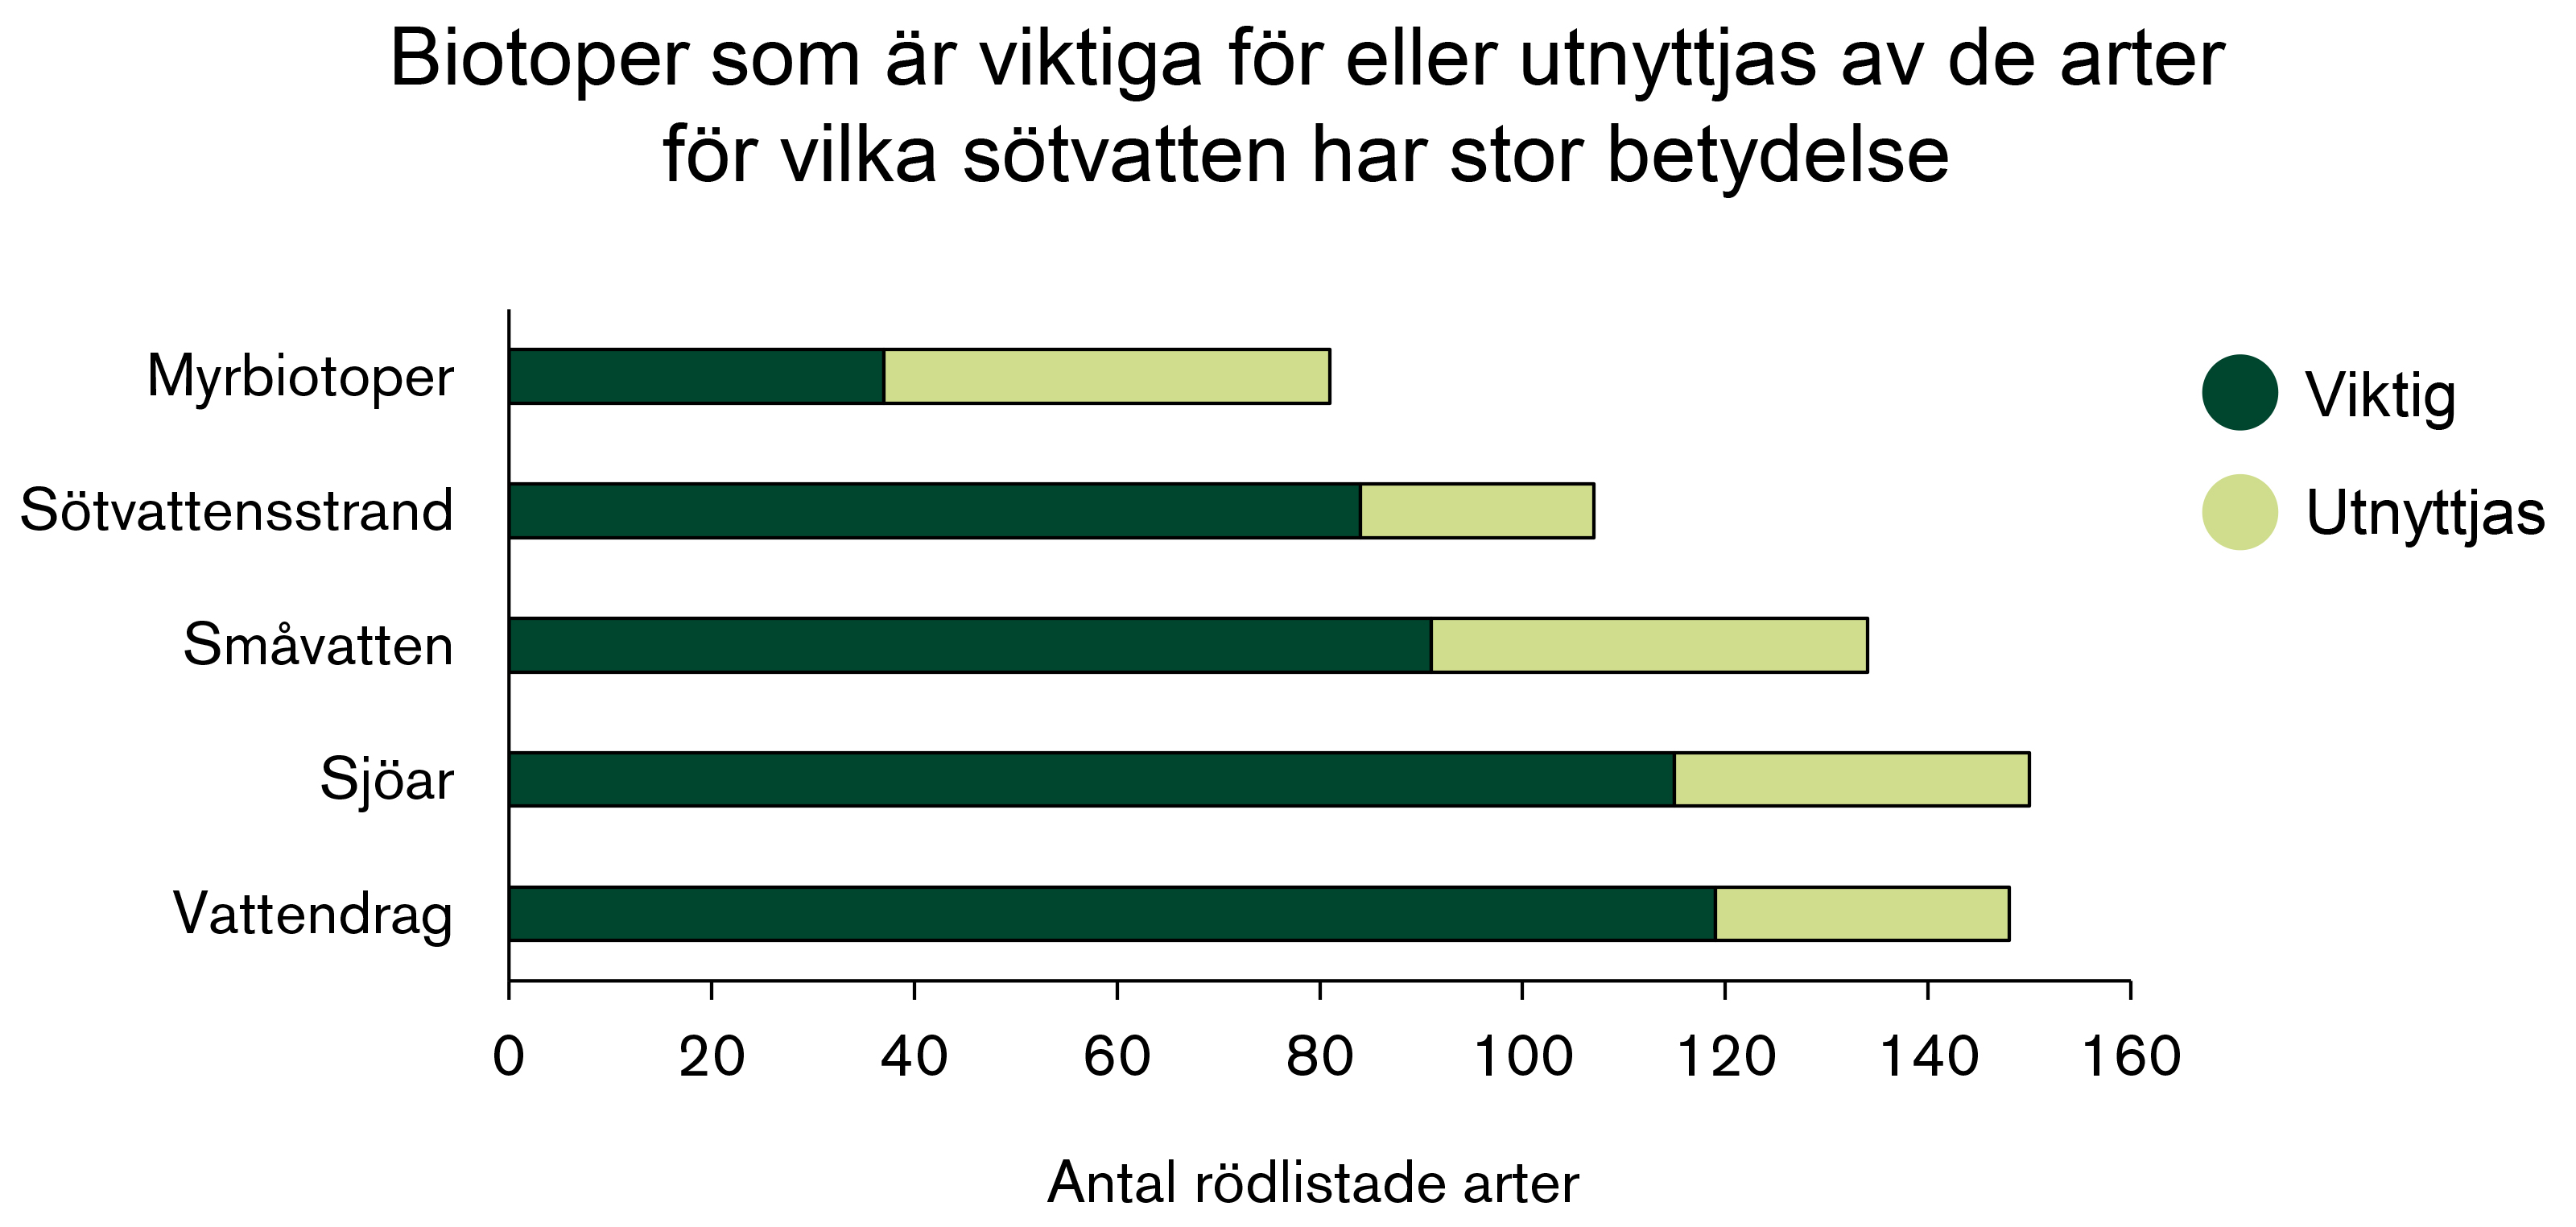 Biotoper som är viktiga för eller utnyttjas av de arter
för vilka sötvatten har stor betydelse
Myrbiotoper
Sötvattensstrand
Småvatten
Sjöar
Vattendrag
Viktig
Utnyttjas
0 20 40 60 80 100 120 140 160
Antal rödlistade arter